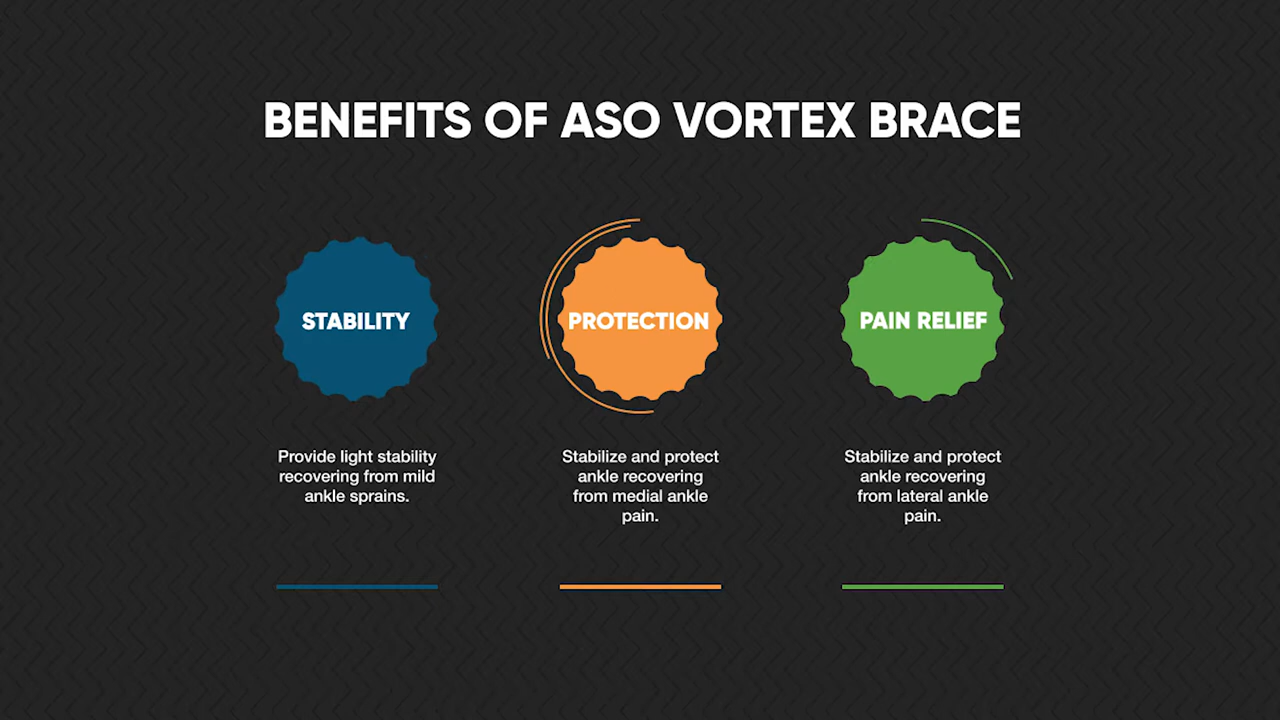 BENEFITS OF ASO VORTEX BRACE
STABILITY
Provide light stability
recovering from mild
ankle sprains.
PROTECTION
Stabilize and protect
ankle recovering
from medial ankle
pain.
PAIN RELIEF
Stabilize and protect
ankle recovering
from lateral ankle
pain.